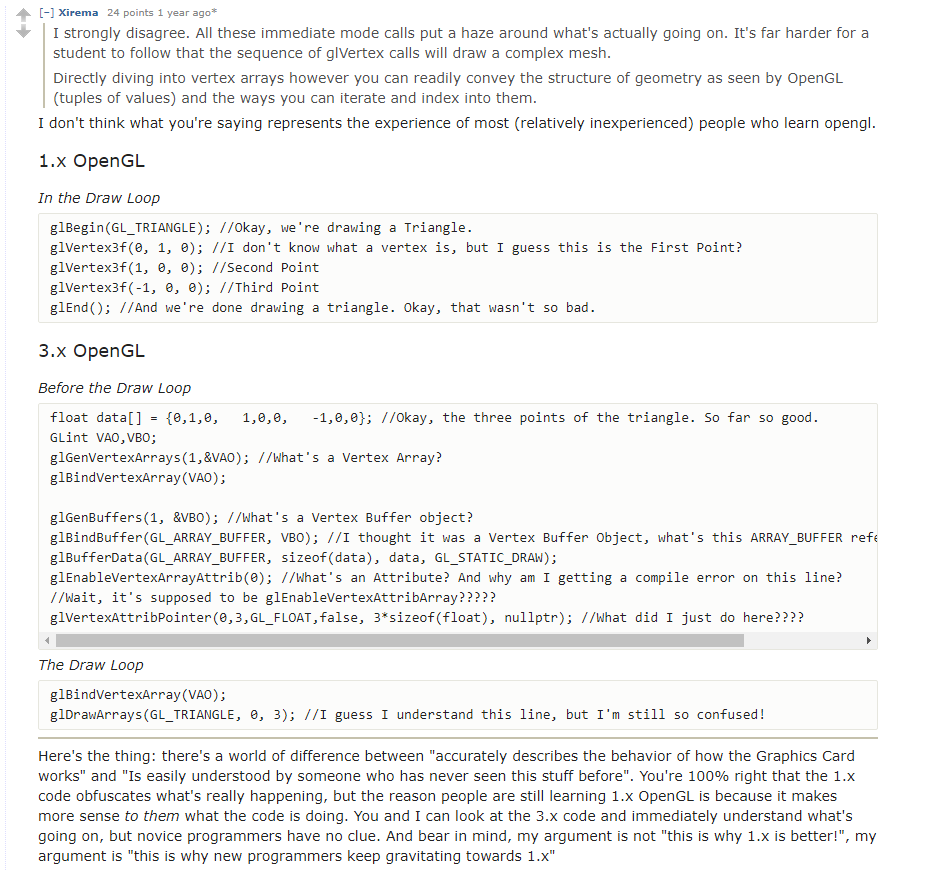 [–] Xirema 24 points 1 year ago*
I strongly disagree. All these immediate mode calls put a haze around what's actually going on. It's far harder for a
student to follow that the sequence of glVertex calls will draw a complex mesh.
Directly diving into vertex arrays however you can readily convey the structure of geometry as seen by OpenGL
(tuples of values) and the ways you can iterate and index into them.
I don't think what you're saying represents the experience of most (relatively inexperienced) people who learn opengl.
1.x OpenGL
In the Draw Loop
glBegin(GL_TRIANGLE); //Okay, we're drawing a Triangle.
glVertex3f(0, 1, 0); //I don't know what a vertex is, but I guess this is the First Point?
glVertex3f(1, 0, 0); //Second Point
glVertex3f(-1, 0, 0); //Third Point
glEnd(); //And we're done drawing a triangle. Okay, that wasn't so bad.
3.x OpenGL
Before the Draw Loop
float data[] = {0,1,0,   1,0,0,   -1,0,0}; //Okay, the three points of the triangle. So far so good.
GLint VAO,VBO;
glGenVertexArrays(1,&VAO); //What's a Vertex Array?
glBindVertexArray(VAO);
glGenBuffers(1, &VBO); //What's a Vertex Buffer object?
glBindBuffer(GL_ARRAY_BUFFER, VBO); //I thought it was a Vertex Buffer Object, what's this ARRAY_BUFFER refe
glBufferData(GL_ARRAY_BUFFER, sizeof(data), data, GL_STATIC_DRAW);
glEnableVertexArrayAttrib(0); //What's an Attribute? And why am I getting a compile error on this line?
//Wait, it's supposed to be glEnableVertexAttribArray?????
glVertexAttribPointer(0,3,GL_FLOAT,false, 3*sizeof(float), nullptr); //What did I just do here????
The Draw Loop
glBindVertexArray(VAO);
glDrawArrays(GL_TRIANGLE, 0, 3); //I guess I understand this line, but I'm still so confused!
Here's the thing: there's a world of difference between "accurately describes the behavior of how the Graphics Card
works" and "Is easily understood by someone who has never seen this stuff before". You're 100% right that the 1.x
code obfuscates what's really happening, but the reason people are still learning 1.x OpenGL is because it makes
more sense to them what the code is doing. You and I can look at the 3.x code and immediately understand what's
going on, but novice programmers have no clue. And bear in mind, my argument is not "this is why 1.x is better!", my
argument is "this is why new programmers keep gravitating towards 1.x"